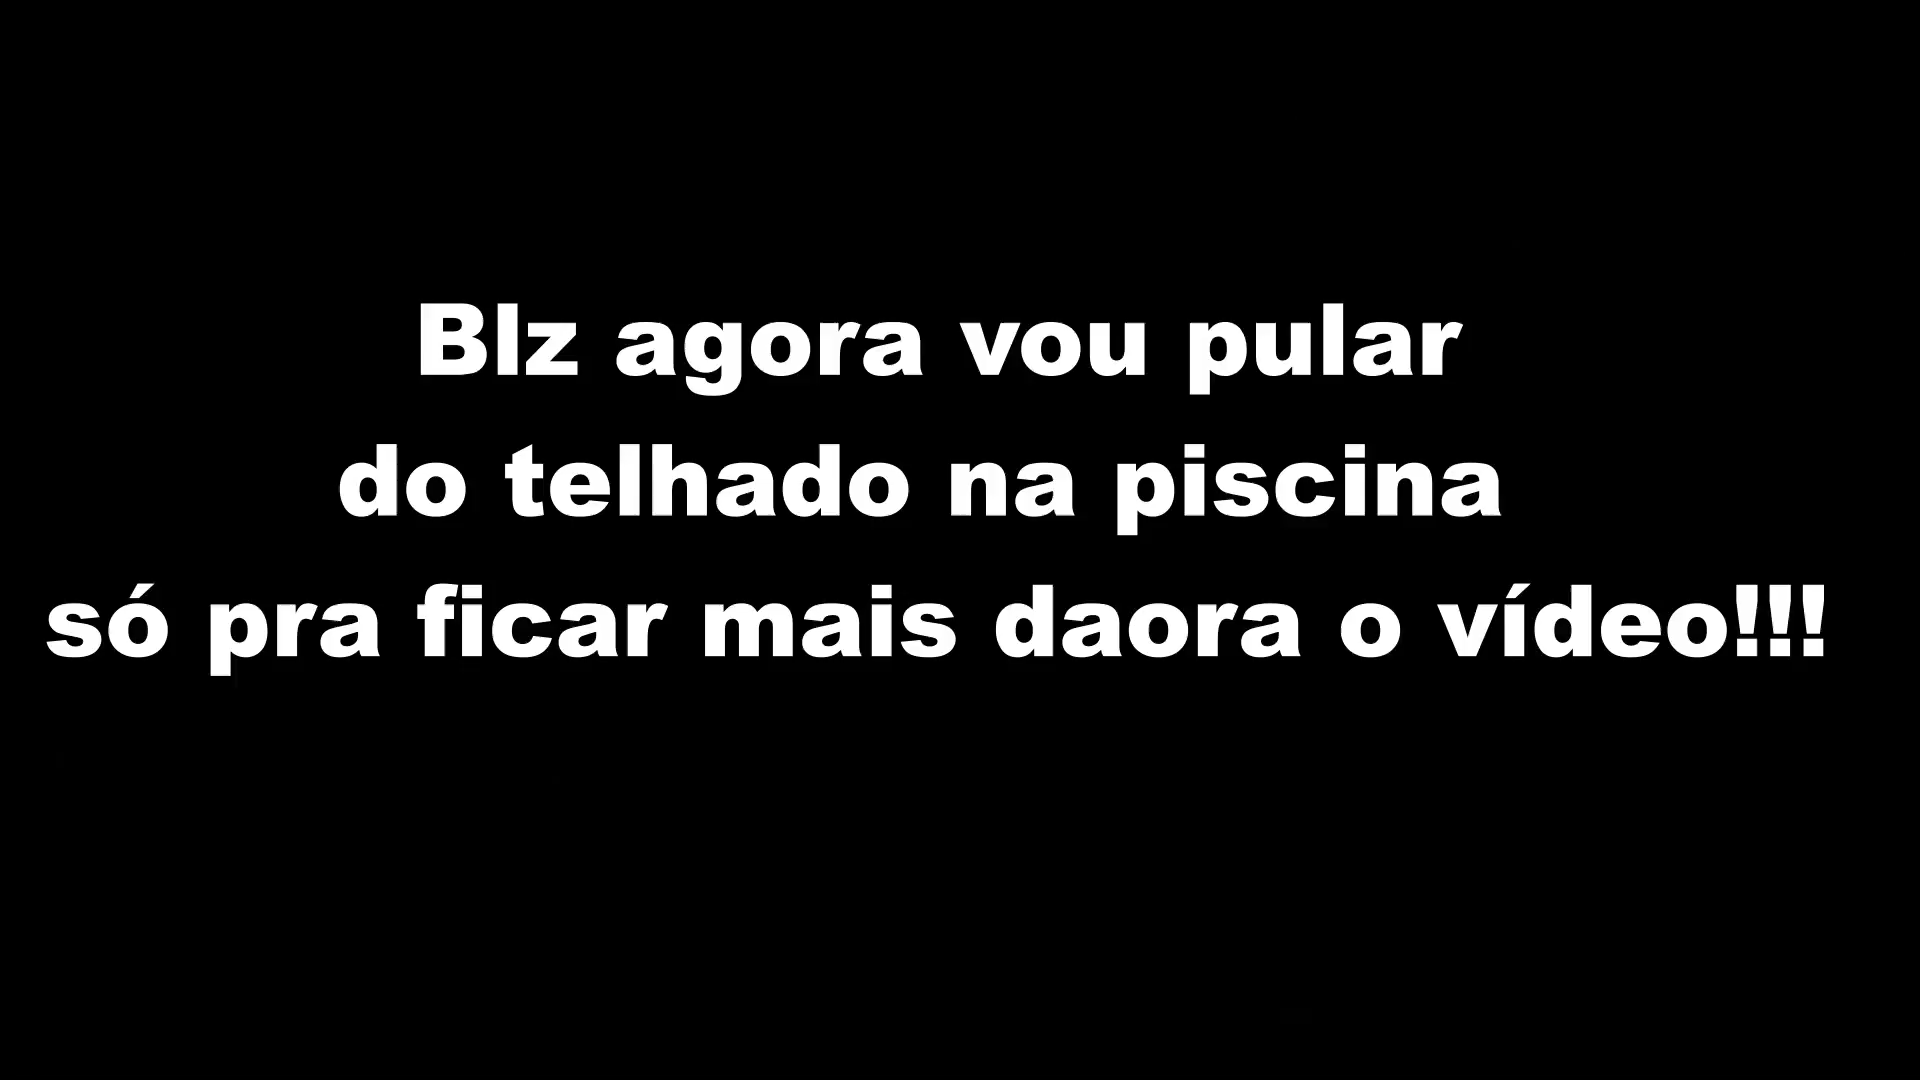 Blz agora vou pular
do telhado na piscina
só pra ficar mais daora o vídeo!!!